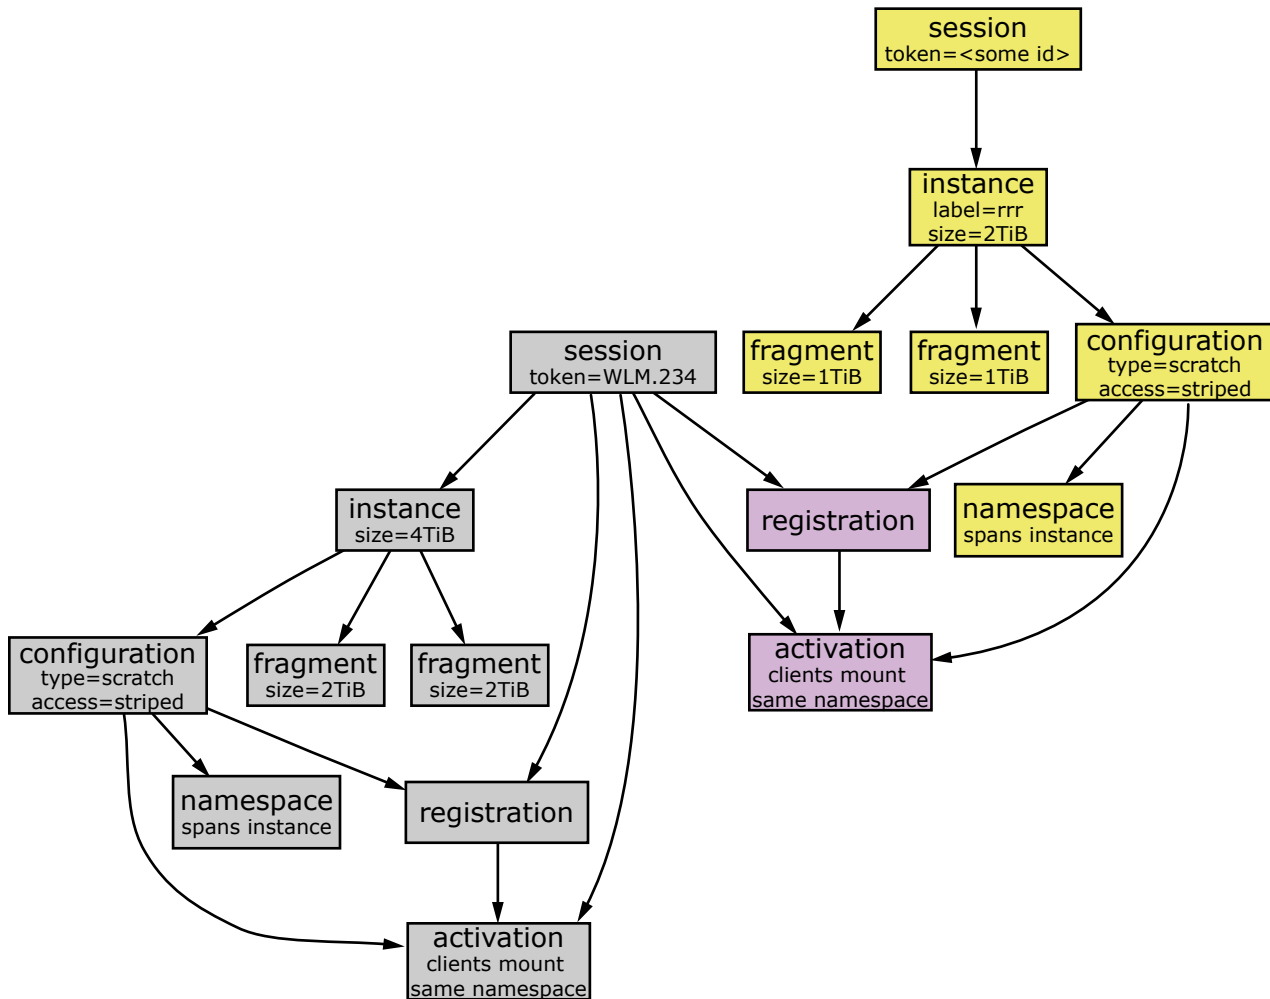 session
token=<some id>
instance
label=rrr
size=2TiB
fragment
size=1TiB
fragment
size=1TiB
configuration
type=scratch
access=striped
session
token=WLM.234
instance
size=4TiB
registration
namespace
spans instance
configuration
type=scratch
access=striped
fragment
size=2TiB
fragment
size=2TiB
activation
clients mount
same namespace
namespace
spans instance
registration
activation
clients mount
same namespace